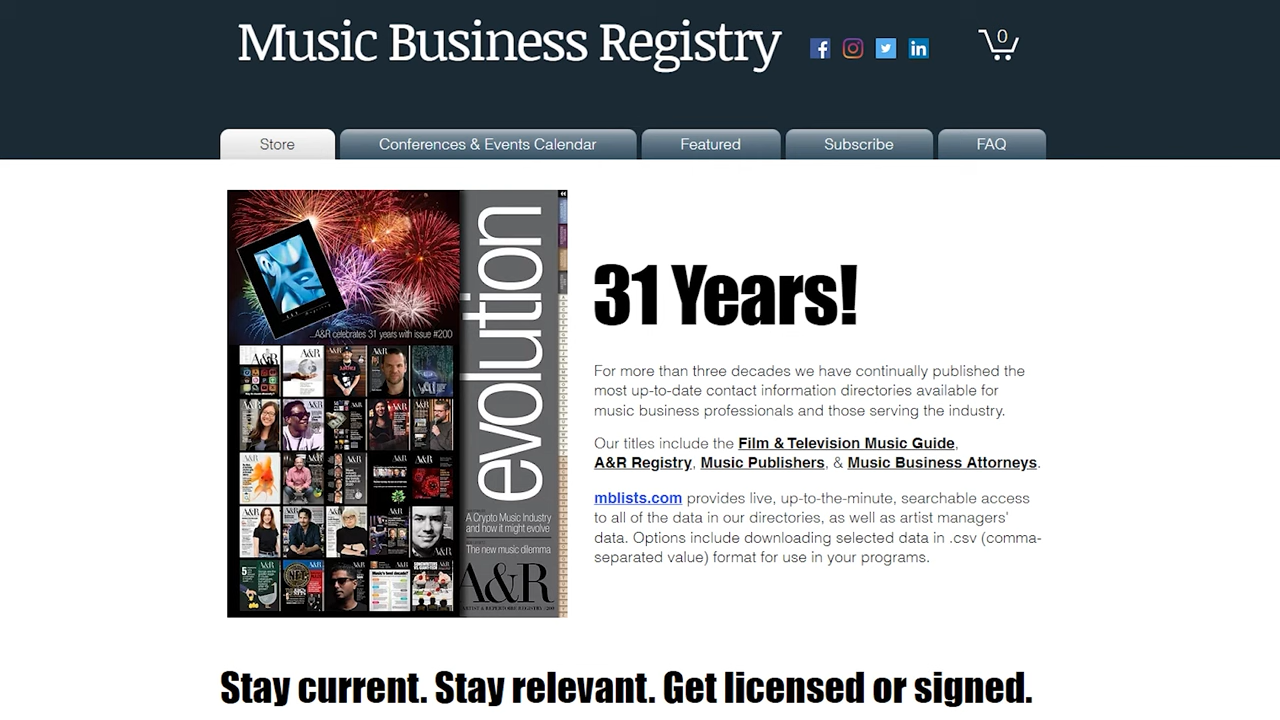 Music Business Registry
0
Store
Conferences & Events Calendar
Featured
Subscribe
FAQ
...A&R celebrates 31 years with issue #200
evolution
A Crypto Music Industry
and how it might evolve
The new music dilemma
A&R
31 Years!
For more than three decades we have continually published the
most up-to-date contact information directories available for
music business professionals and those serving the industry.
Our titles include the Film & Television Music Guide,
A&R Registry, Music Publishers, & Music Business Attorneys.
mblists.com provides live, up-to-the-minute, searchable access
to all of the data in our directories, as well as artist managers'
data. Options include downloading selected data in .csv (comma-
separated value) format for use in your programs.
Stay current. Stay relevant. Get licensed or signed.